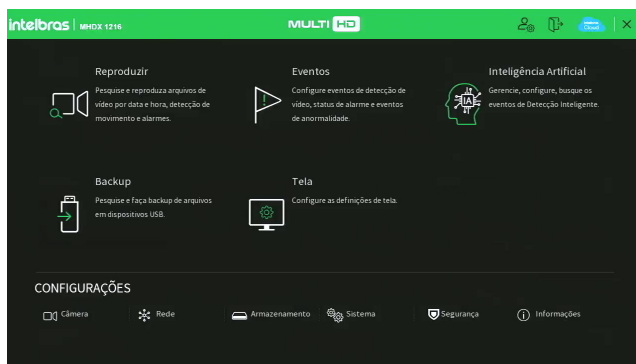 intelbras MHDX 1216 MULTI HD Cloud
Reproduzir
Pesquise e reproduza arquivos de
vídeo por data e hora, detecção de
movimento e alarmes.
Eventos
Configure eventos de detecção de
vídeo, status de alarme e eventos
de anormalidade.
Inteligência Artificial
Gerencie, configure, busque os
eventos de Detecção Inteligente.
IA
Backup
Pesquise e faça backup de arquivos
em dispositivos USB.
Tela
Configure as definições de tela.
CONFIGURAÇÕES
Câmera Rede Armazenamento Sistema Segurança Informações